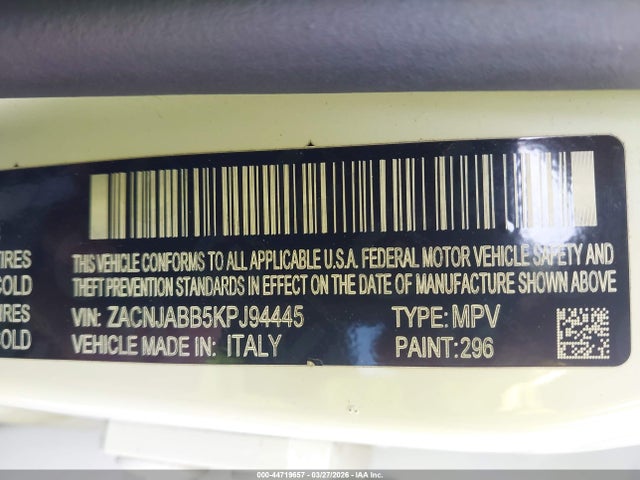 THIS VEHICLE CONFORMS TO ALL APPLICABLE U.S.A. FEDERAL MOTOR VEHICLE SAFETY AND
IRES
THEFT PREVENTION STANDARDS IN EFFECT ON THE DATE OF MANUFACTURE SHOWN ABOVE
COLD
VIN: ZACNJABB5KPJ94445 TYPE: MPV
IRES
VEHICLE MADE IN: ITALY PAINT: 296
COLD
000-44719657 - 03/27/2026 - IAA Inc.